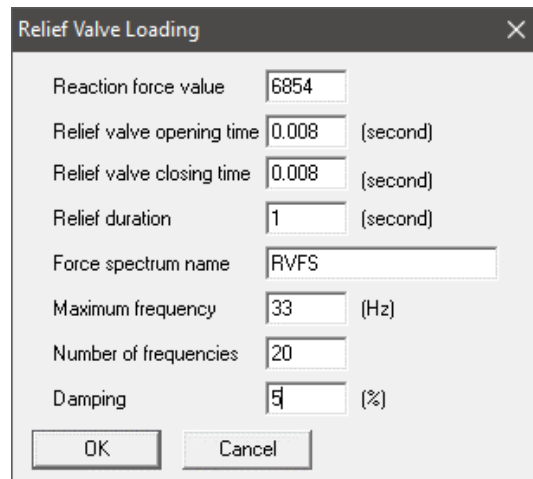 Relief Valve Loading
Reaction force value 6854
Relief valve opening time 0.008 (second)
Relief valve closing time 0.008 (second)
Relief duration 1 (second)
Force spectrum name RVFS
Maximum frequency 33 (Hz)
Number of frequencies 20
Damping 5 (%)
OK Cancel